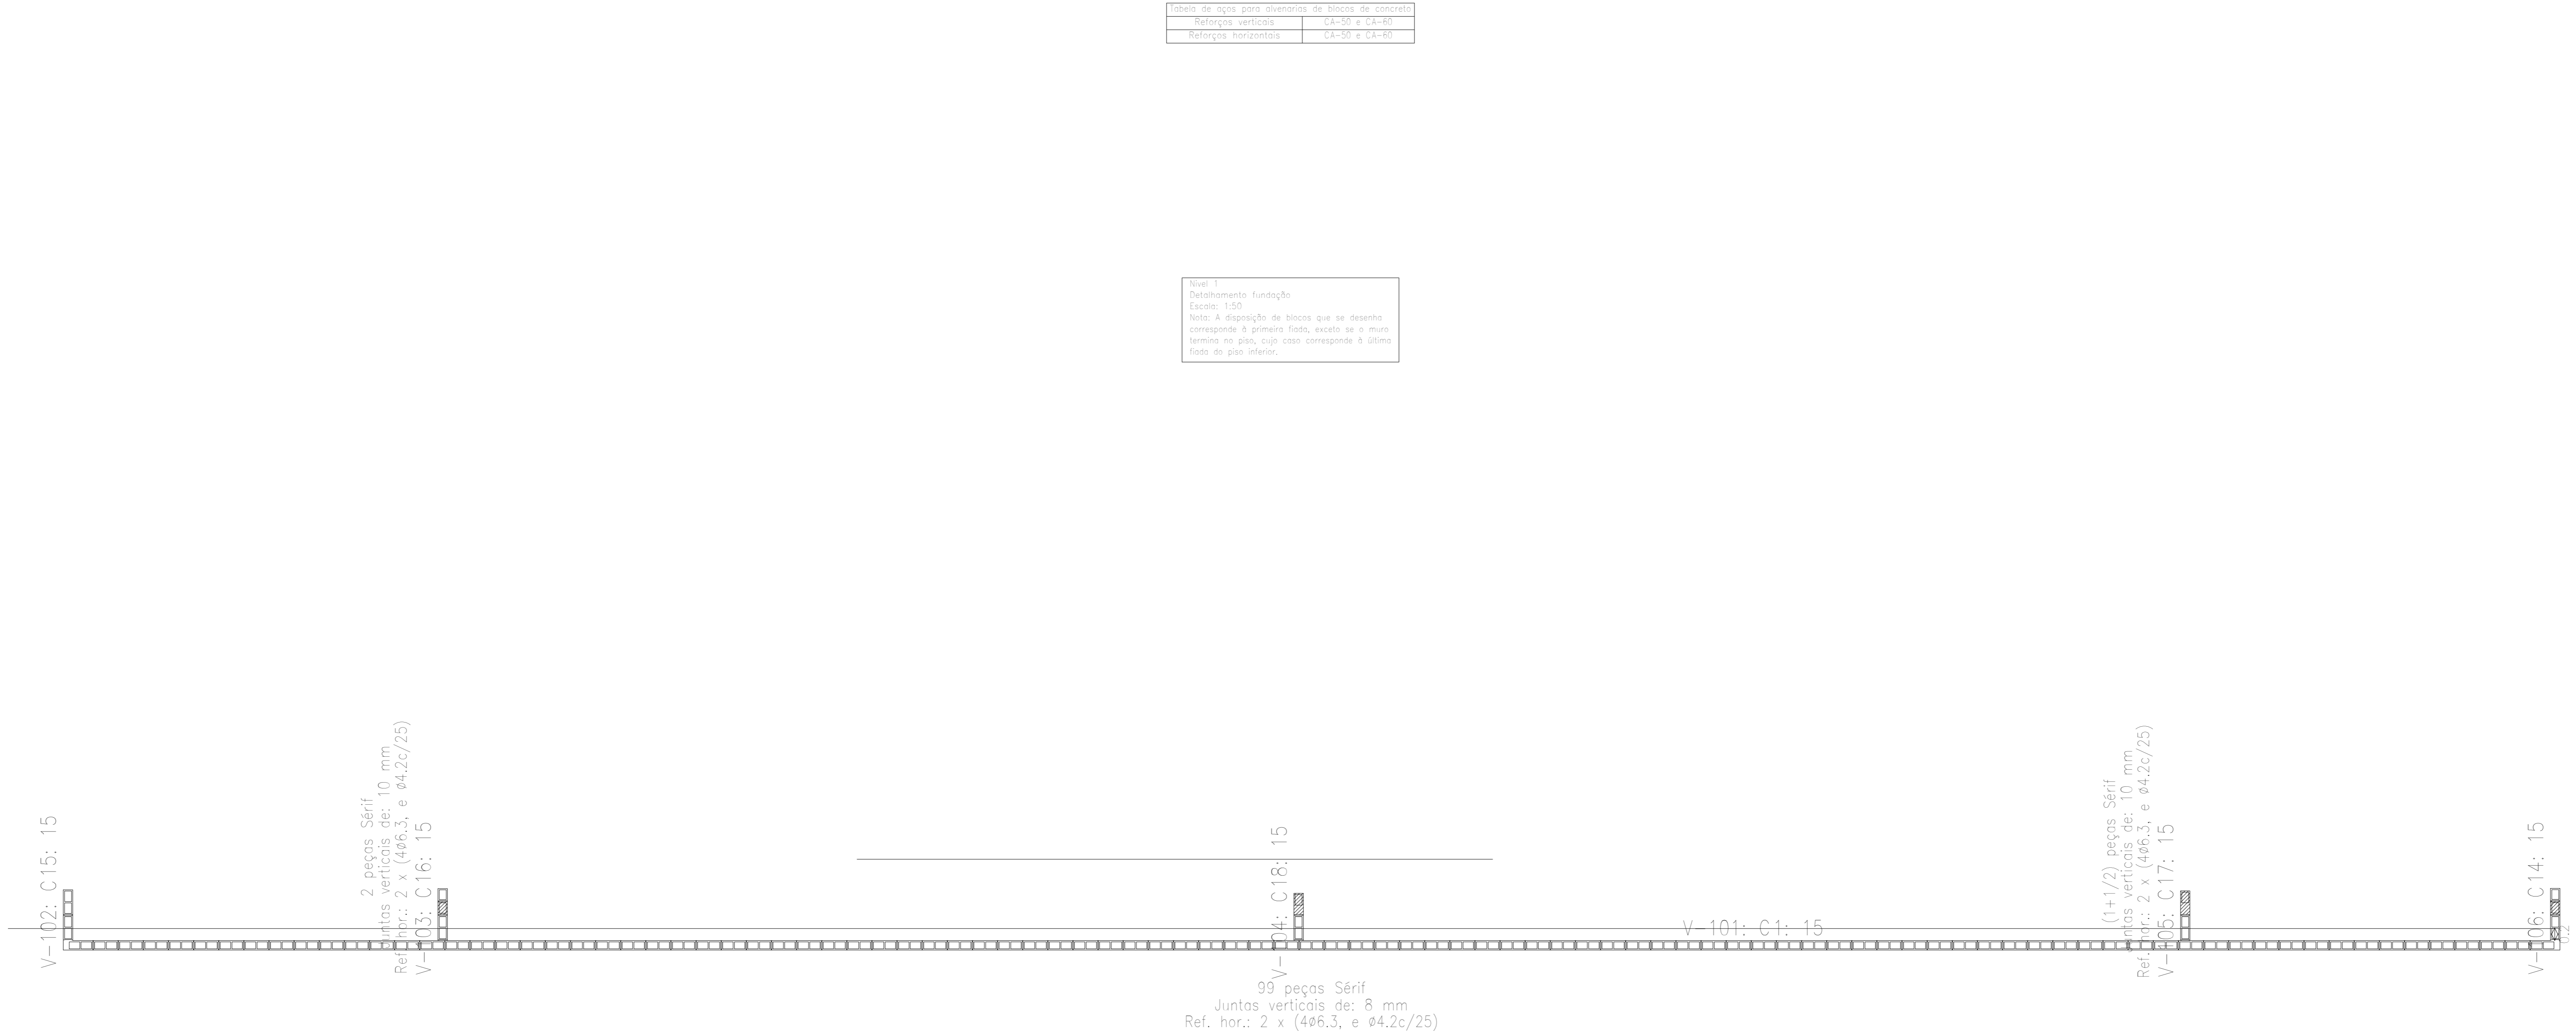 Tabela de aços para alvenarias de blocos de concreto
Reforços verticais CA-50 e CA-60
Reforços horizontais CA-50 e CA-60
Nível 1
Detalhamento fundação
Escala: 1:50
Nota: A disposição de blocos que se desenha
corresponde à primeira fiada, exceto se o muro
termina no piso, cujo caso corresponde à última
fiada do piso inferior.
V-102: C15: 15
2 peças Sérif
Juntas verticais de: 10 mm
Ref. hor.: 2 x (4ø6.3, e ø4.2c/25)
V-103: C16: 15
V-104: C18: 15
V-101: C1: 15
(1+1/2) peças Sérif
Juntas verticais de: 10 mm
Ref. hor.: 2 x (4ø6.3, e ø4.2c/25)
V-105: C17: 15
V-106: C14: 15
99 peças Sérif
Juntas verticais de: 8 mm
Ref. hor.: 2 x (4ø6.3, e ø4.2c/25)